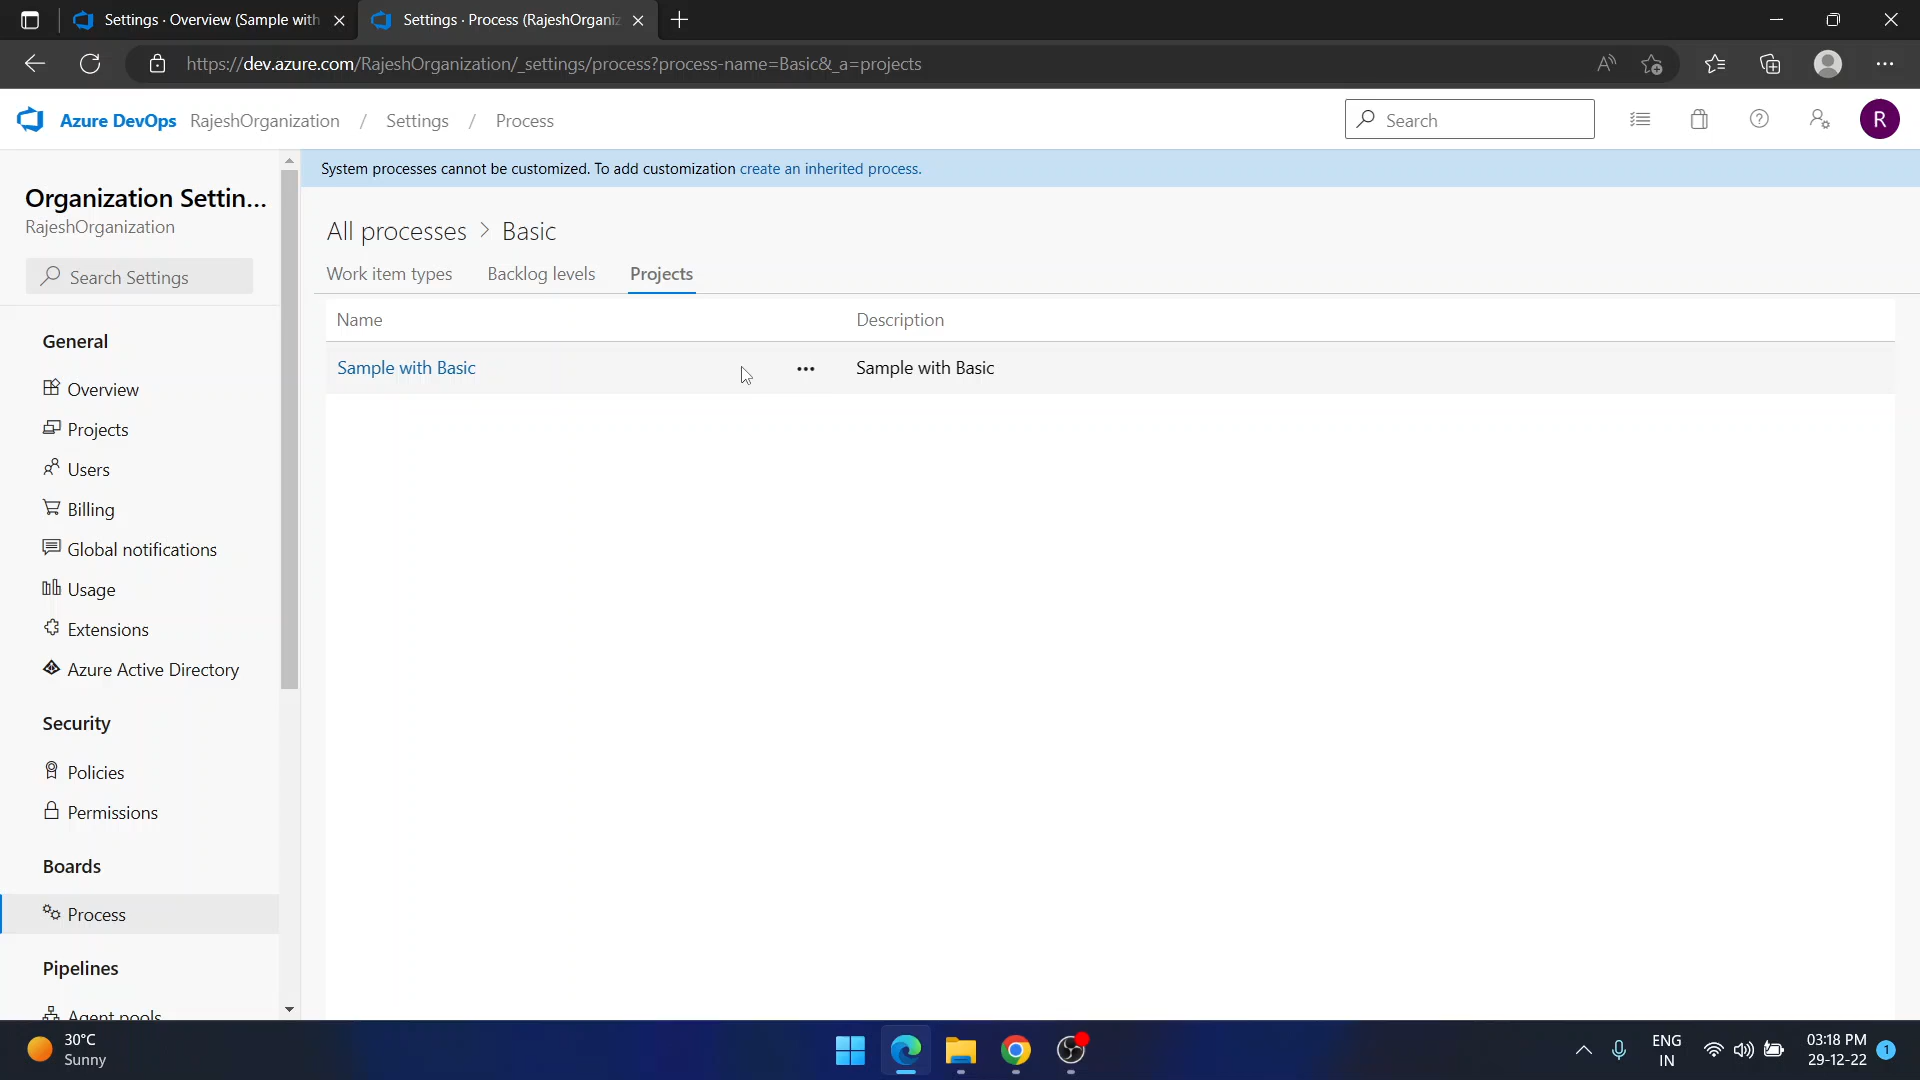 Settings · Overview (Sample with
Settings · Process (RajeshOrganiz
https://dev.azure.com/RajeshOrganization/_settings/process?process-name=Basic&_a=projects
Azure DevOps RajeshOrganization / Settings / Process
Search
R
System processes cannot be customized. To add customization create an inherited process.
Organization Settin...
RajeshOrganization
Search Settings
General
Overview
Projects
Users
Billing
Global notifications
Usage
Extensions
Azure Active Directory
Security
Policies
Permissions
Boards
Process
Pipelines
Agent pools
All processes > Basic
Work item types Backlog levels Projects
Name Description
Sample with Basic ••• Sample with Basic
30°C
Sunny
ENG
IN
03:18 PM
29-12-22
1